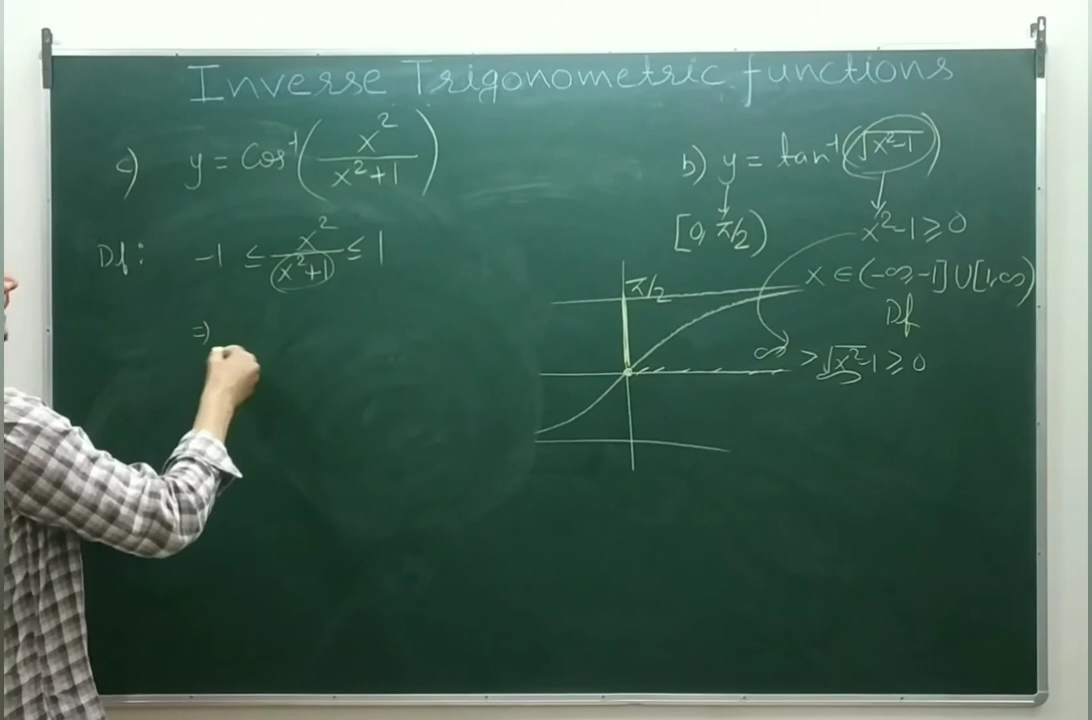 Inverse Trigonometric functions
c) y = Cos⁻¹(x²/(x²+1))
Df: -1 ≤ x²/(x²+1) ≤ 1
⇒
b) y = tan⁻¹(√(x²-1))
[0, π/2)
x²-1 ≥ 0
x ∈ (-∞, -1] ∪ [1, ∞)
Df
π/2
∞ > √x²-1 ≥ 0